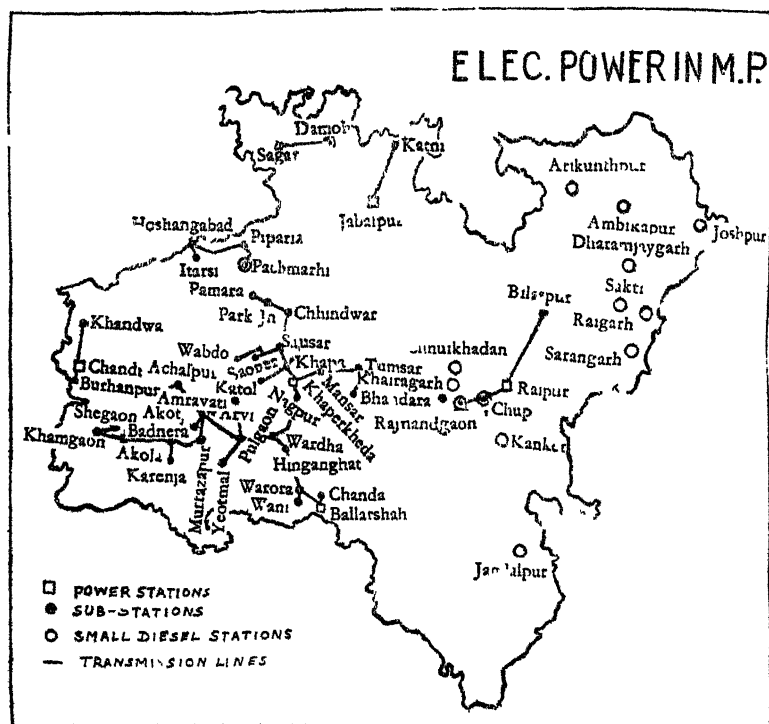 ELEC. POWER IN M.P.
Damoh
Sagar
Katni
Jabalpur
Ambikapur
Joshpur
Dharamjaygarh
Sakti
Raigarh
Sarangarh
Hoshangabad
Piparia
Itarsi
Pachmarhi
Pamara
Park Jn
Chhindwar
Bilaspur
Khandwa
Sausar
Wabdo
Saoner
Khapa
Tumsar
Achalpur
Burhanpur
Katol
Mansar
Khairagarh
Bhandara
Raipur
Amravati
Arvi
Nagpur
Khaperkheda
Rajnandgaon
Chup
Shegaon
Akot
Badnera
Khamgaon
Akola
Karenja
Pulgaon
Wardha
Hinganghat
Kanker
Murtazapur
Yeotmal
Warora
Wani
Chanda
Ballarshah
POWER STATIONS
SUB-STATIONS
SMALL DIESEL STATIONS
TRANSMISSION LINES